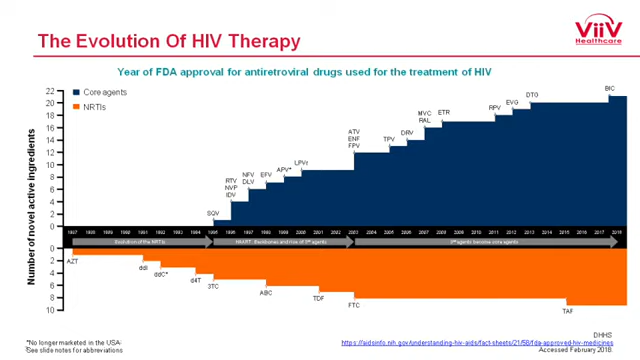 ViiV
Healthcare
The Evolution Of HIV Therapy
Year of FDA approval for antiretroviral drugs used for the treatment of HIV
Number of novel active ingredients
Core agents
NRTIs
22
20
18
16
14
12
10
8
6
4
2
0
SQV
RTV
NVP
IDV
NFV
DLV
EFV
APV*
LPVr
ATV
ENF
FPV
TPV
DRV
MVC
RAL
ETR
RPV
EVG
DTG
BIC
1987 1988 1989 1990 1991 1992 1993 1994 1995 1996 1997 1998 1999 2000 2001 2002 2003 2004 2005 2006 2007 2008 2009 2010 2011 2012 2013 2014 2015 2016 2017 2018
Evolution of the NRTIs
HAART: Backbones and rise of 3rd agents
3rd agents become core agents
0
2
4
6
8
10
AZT
ddI
ddC*
d4T
3TC
ABC
TDF
FTC
TAF
*No longer marketed in the USA
See slide notes for abbreviations
DHHS
https://aidsinfo.nih.gov/understanding-hiv-aids/fact-sheets/21/58/fda-approved-hiv-medicines
Accessed February 2018.